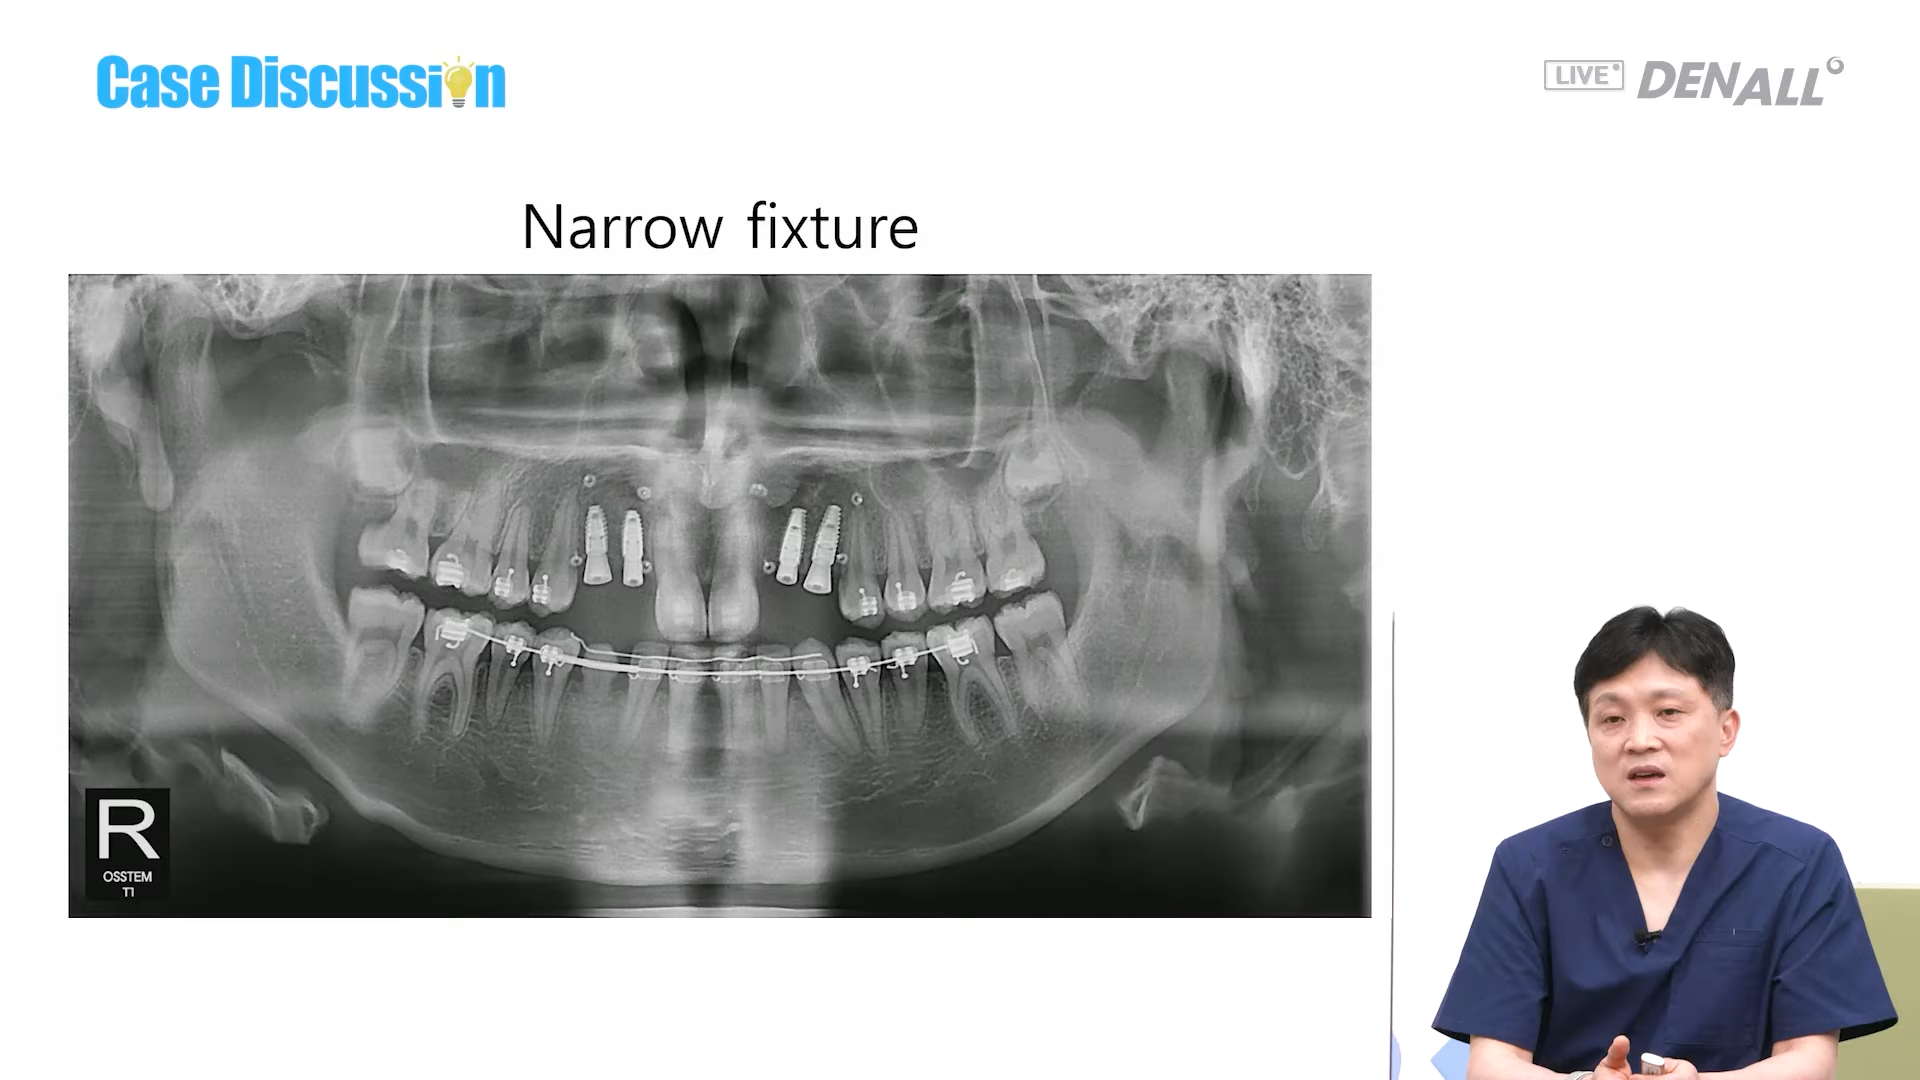 Case Discussion
LIVE DENALL
Narrow fixture
R
OSSTEM
T1